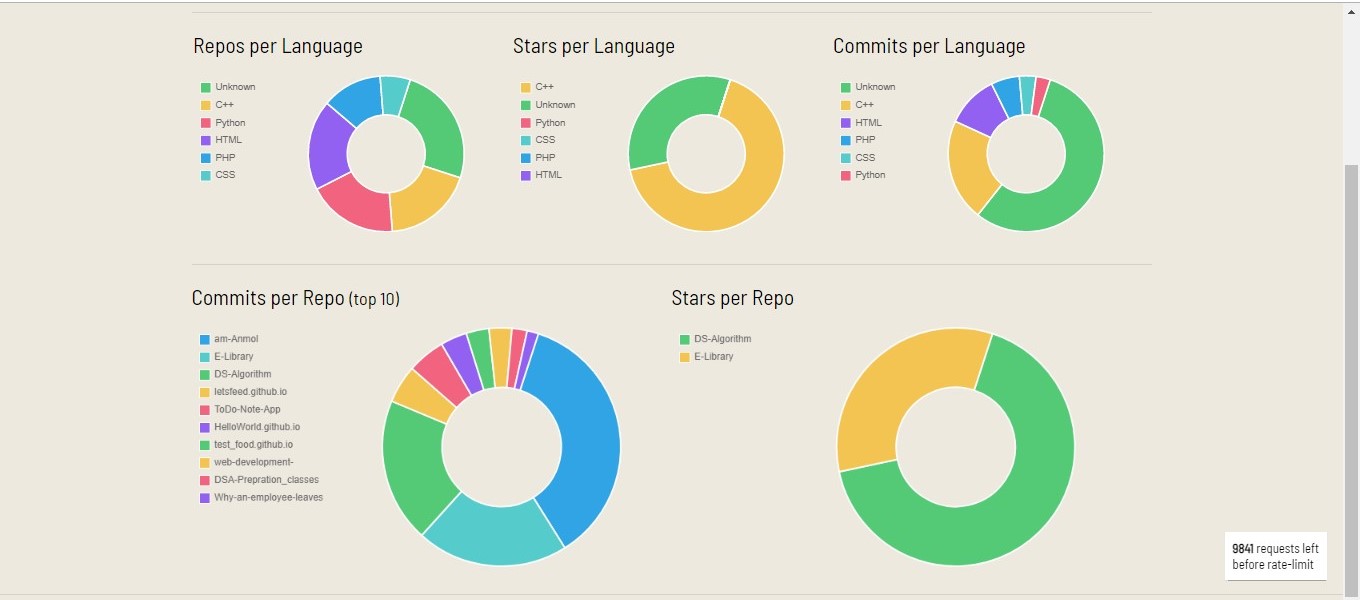 Repos per Language
Unknown
C++
Python
HTML
PHP
CSS
Stars per Language
C++
Unknown
Python
CSS
PHP
HTML
Commits per Language
Unknown
C++
HTML
PHP
CSS
Python
Commits per Repo (top 10)
am-Anmol
E-Library
DS-Algorithm
letsfeed.github.io
ToDo-Note-App
HelloWorld.github.io
test_food.github.io
web-development-
DSA-Prepration_classes
Why-an-employee-leaves
Stars per Repo
DS-Algorithm
E-Library
9841 requests left
before rate-limit